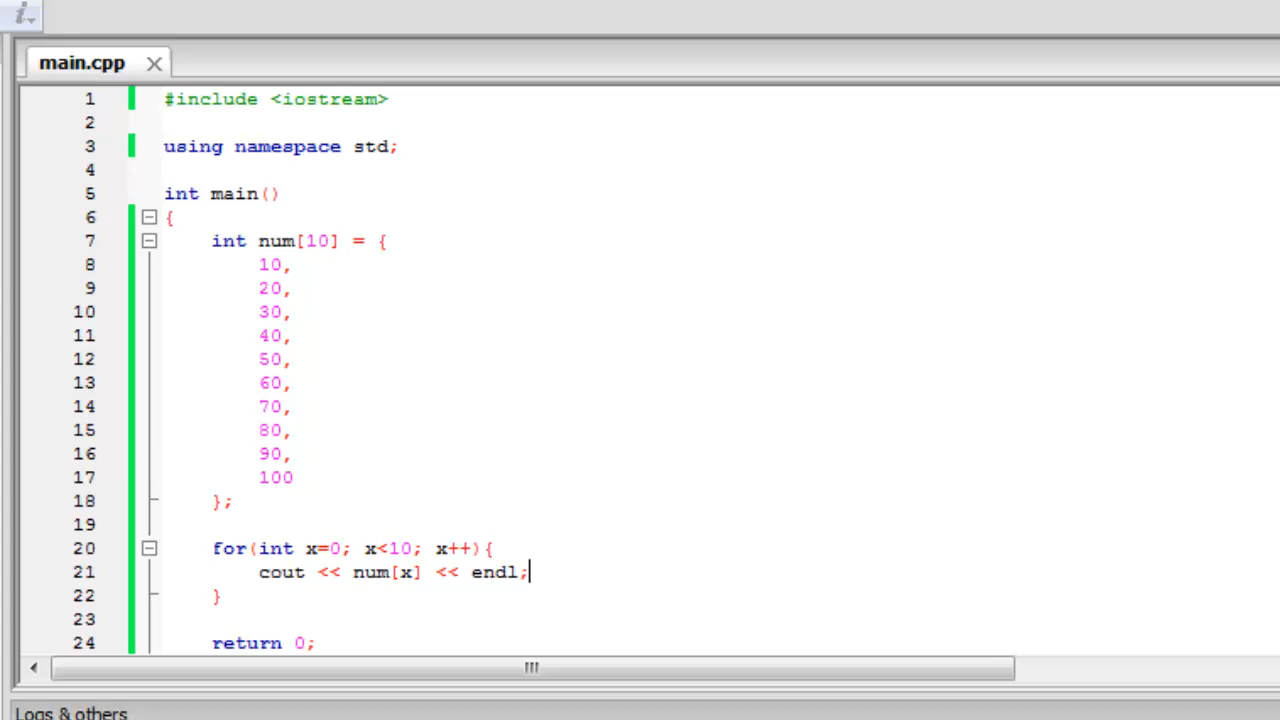 main.cpp
1 #include <iostream>
2
3 using namespace std;
4
5 int main()
6 {
7 int num[10] = {
8 10,
9 20,
10 30,
11 40,
12 50,
13 60,
14 70,
15 80,
16 90,
17 100
18 };
19
20 for(int x=0; x<10; x++){
21 cout << num[x] << endl;
22 }
23
24 return 0;
Logs & others